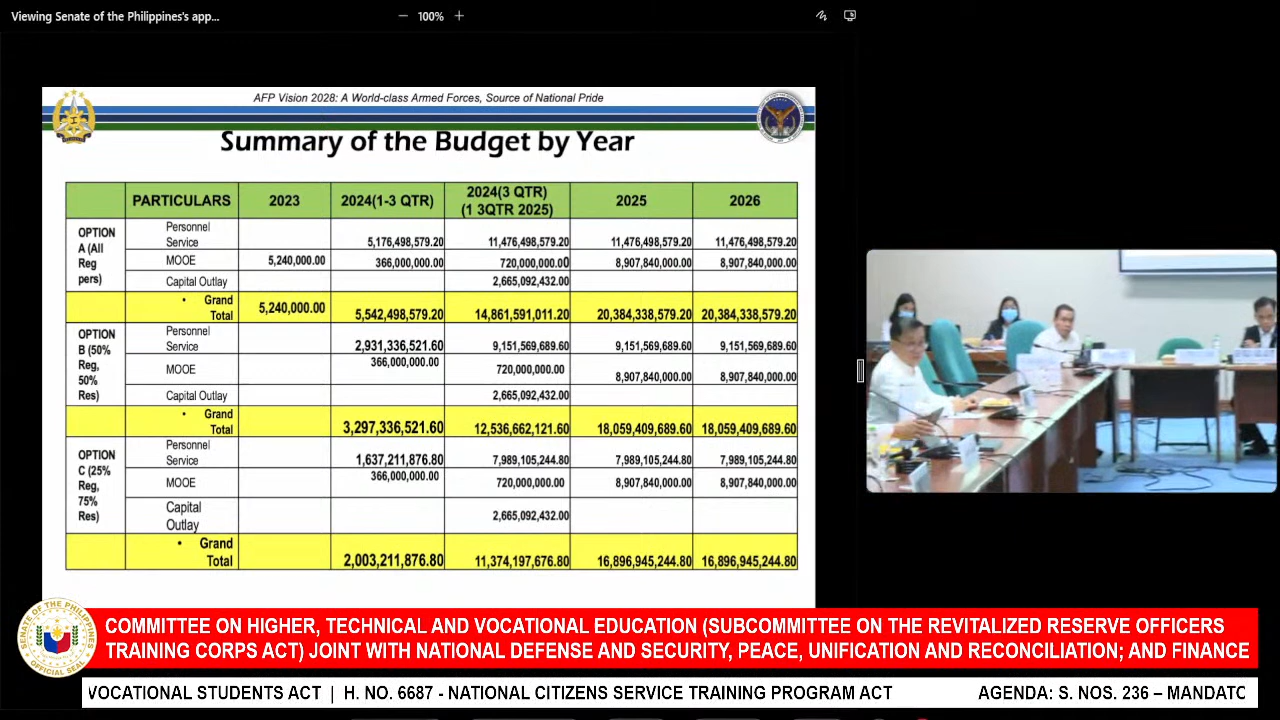 Viewing Senate of the Philippines's app...
100%
AFP Vision 2028: A World-class Armed Forces, Source of National Pride
Summary of the Budget by Year
PARTICULARS 2023 2024(1-3 QTR) 2024(3 QTR) (1 3QTR 2025) 2025 2026
OPTION A (All Reg pers) Personnel Service 5,176,498,579.20 11,476,498,579.20 11,476,498,579.20 11,476,498,579.20
MOOE 5,240,000.00 366,000,000.00 720,000,000.00 8,907,840,000.00 8,907,840,000.00
Capital Outlay 2,665,092,432.00
• Grand Total 5,240,000.00 5,542,498,579.20 14,861,591,011.20 20,384,338,579.20 20,384,338,579.20
OPTION B (50% Reg, 50% Res) Personnel Service 2,931,336,521.60 9,151,569,689.60 9,151,569,689.60 9,151,569,689.60
MOOE 366,000,000.00 720,000,000.00 8,907,840,000.00 8,907,840,000.00
Capital Outlay 2,665,092,432.00
• Grand Total 3,297,336,521.60 12,536,662,121.60 18,059,409,689.60 18,059,409,689.60
OPTION C (25% Reg, 75% Res) Personnel Service 1,637,211,876.80 7,989,105,244.80 7,989,105,244.80 7,989,105,244.80
MOOE 366,000,000.00 720,000,000.00 8,907,840,000.00 8,907,840,000.00
Capital Outlay 2,665,092,432.00
• Grand Total 2,003,211,876.80 11,374,197,676.80 16,896,945,244.80 16,896,945,244.80
SENATE OF THE PHILIPPINES
OFFICIAL SEAL
COMMITTEE ON HIGHER, TECHNICAL AND VOCATIONAL EDUCATION (SUBCOMMITTEE ON THE REVITALIZED RESERVE OFFICERS
TRAINING CORPS ACT) JOINT WITH NATIONAL DEFENSE AND SECURITY, PEACE, UNIFICATION AND RECONCILIATION; AND FINANCE
VOCATIONAL STUDENTS ACT | H. NO. 6687 - NATIONAL CITIZENS SERVICE TRAINING PROGRAM ACT AGENDA: S. NOS. 236 – MANDATO